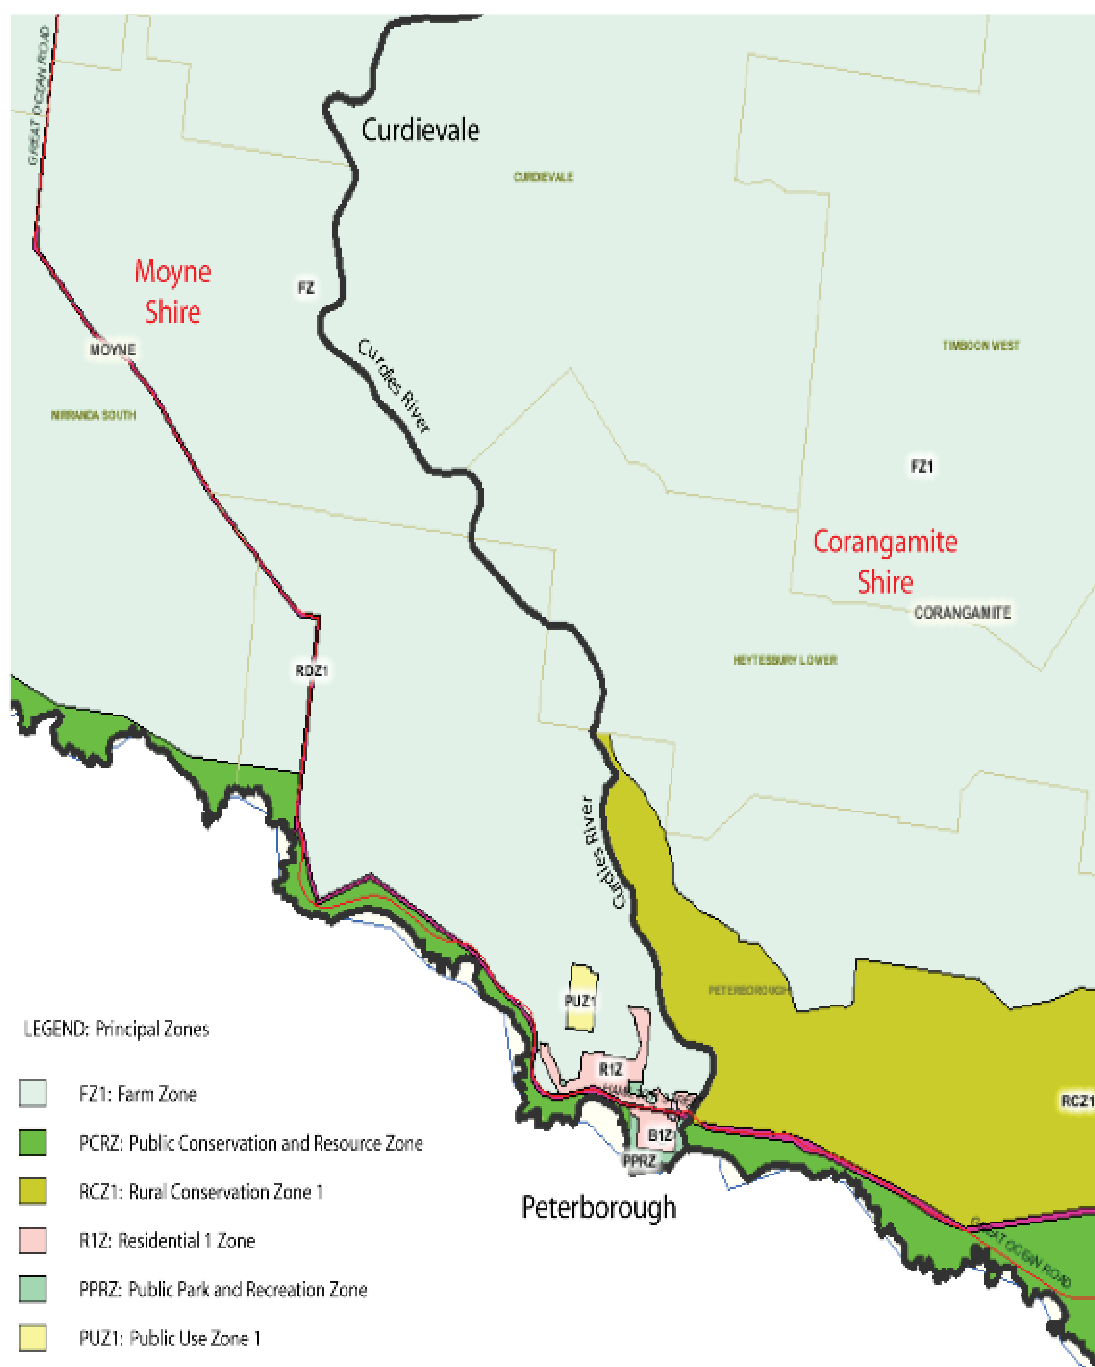 GREAT OCEAN ROAD
Curdievale
CURDIEVALE
Moyne
Shire
FZ
MOYNE
Curdies River
TIMBOON WEST
NIRRANDA SOUTH
FZ1
Corangamite
Shire
CORANGAMITE
HEYTESBURY LOWER
RDZ1
Curdies River
PETERBOROUGH
PUZ1
R1Z
RCZ1
B1Z
PPRZ
Peterborough
GREAT OCEAN ROAD
LEGEND: Principal Zones
FZ1: Farm Zone
PCRZ: Public Conservation and Resource Zone
RCZ1: Rural Conservation Zone 1
R1Z: Residential 1 Zone
PPRZ: Public Park and Recreation Zone
PUZ1: Public Use Zone 1